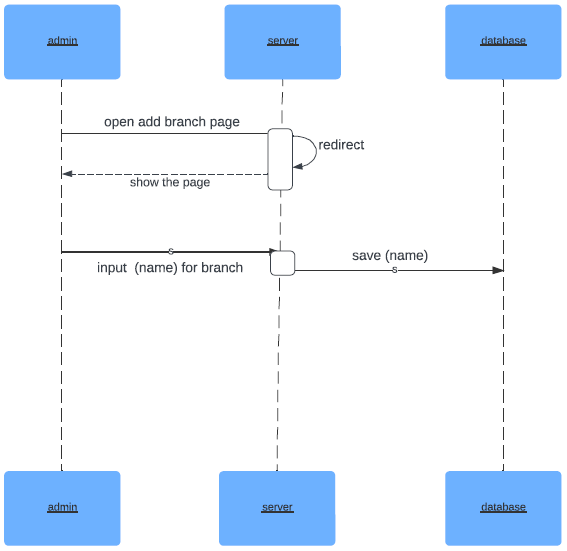 admin
server
database
open add branch page
redirect
show the page
s
input (name) for branch
save (name)
s
admin
server
database